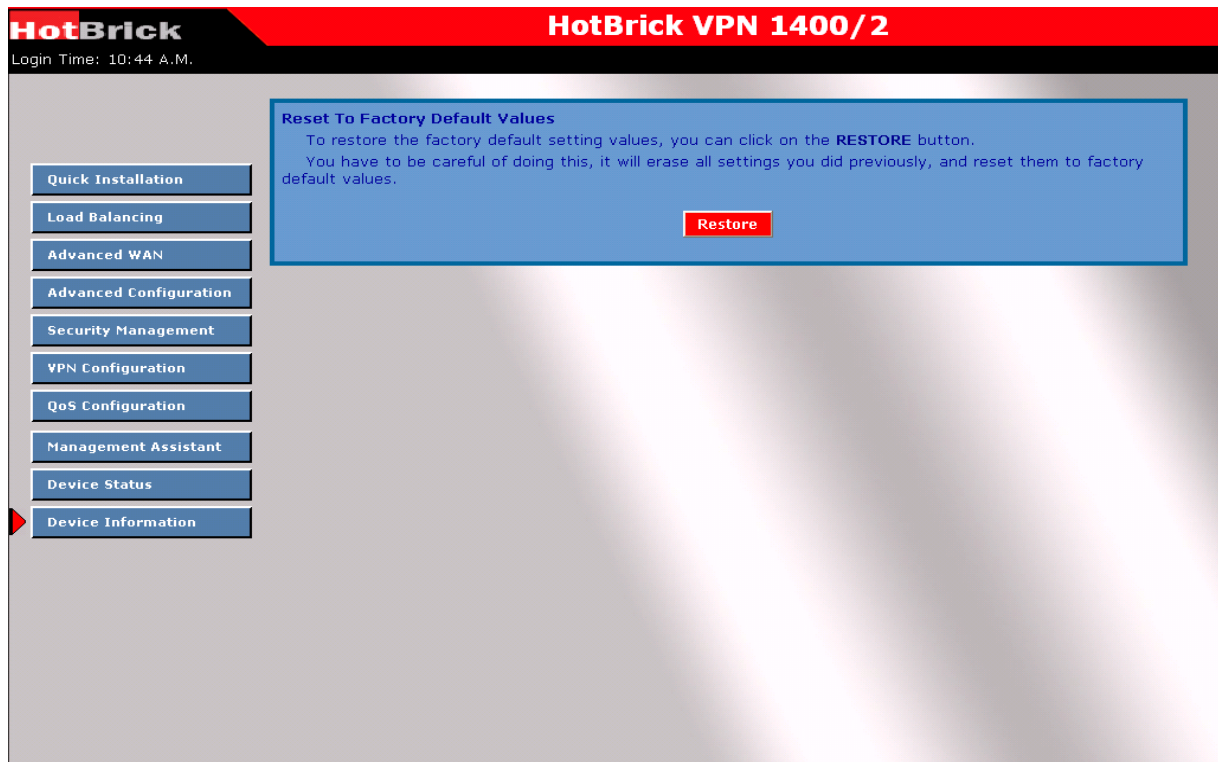 HotBrick
HotBrick VPN 1400/2
Login Time: 10:44 A.M.
Quick Installation
Load Balancing
Advanced WAN
Advanced Configuration
Security Management
VPN Configuration
QoS Configuration
Management Assistant
Device Status
Device Information
Reset To Factory Default Values
To restore the factory default setting values, you can click on the RESTORE button.
You have to be careful of doing this, it will erase all settings you did previously, and reset them to factory
default values.
Restore